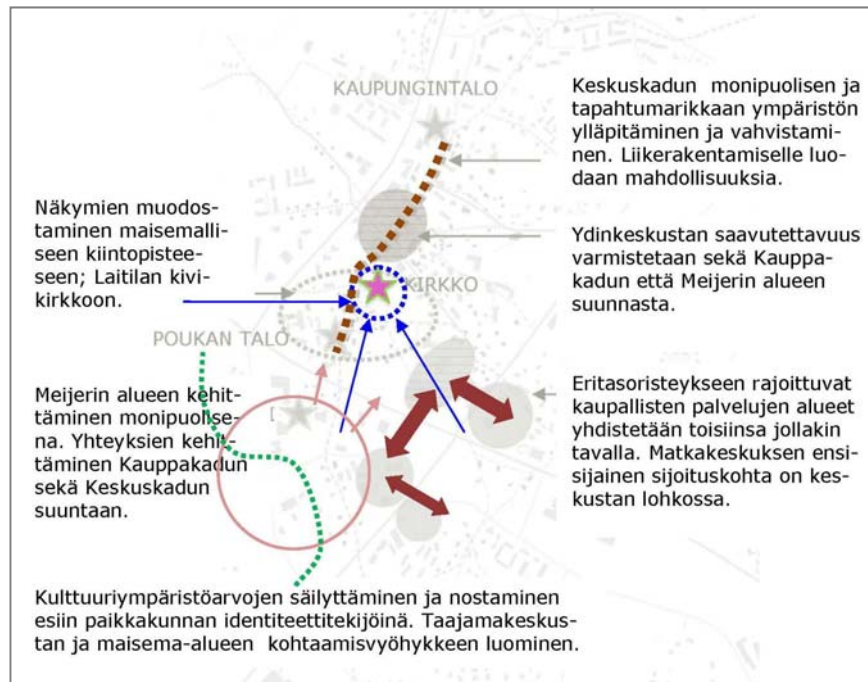 KAUPUNGINTALO
Keskuskadun monipuolisen ja
tapahtumarikkaan ympäristön
ylläpitäminen ja vahvistami-
nen. Liikerakentamiselle luo-
daan mahdollisuuksia.
Näkymien muodos-
taminen maisemalli-
seen kiintopistee-
seen; Laitilan kivi-
kirkkoon.
Ydinkeskustan saavutettavuus
varmistetaan sekä Kauppa-
kadun että Meijerin alueen
suunnasta.
KIRKKO
POUKAN TALO
Meijerin alueen kehit-
täminen monipuolise-
na. Yhteyksien kehit-
täminen Kauppakadun
sekä Keskuskadun
suuntaan.
Eritasoristeykseen rajoittuvat
kaupallisten palvelujen alueet
yhdistetään toisiinsa jollakin
tavalla. Matkakeskuksen ensi-
sijainen sijoituskohta on kes-
kustan lohkossa.
Kulttuuriympäristöarvojen säilyttäminen ja nostaminen
esiin paikkakunnan identiteettitekijöinä. Taajamakeskus-
tan ja maisema-alueen kohtaamisvyöhykkeen luominen.